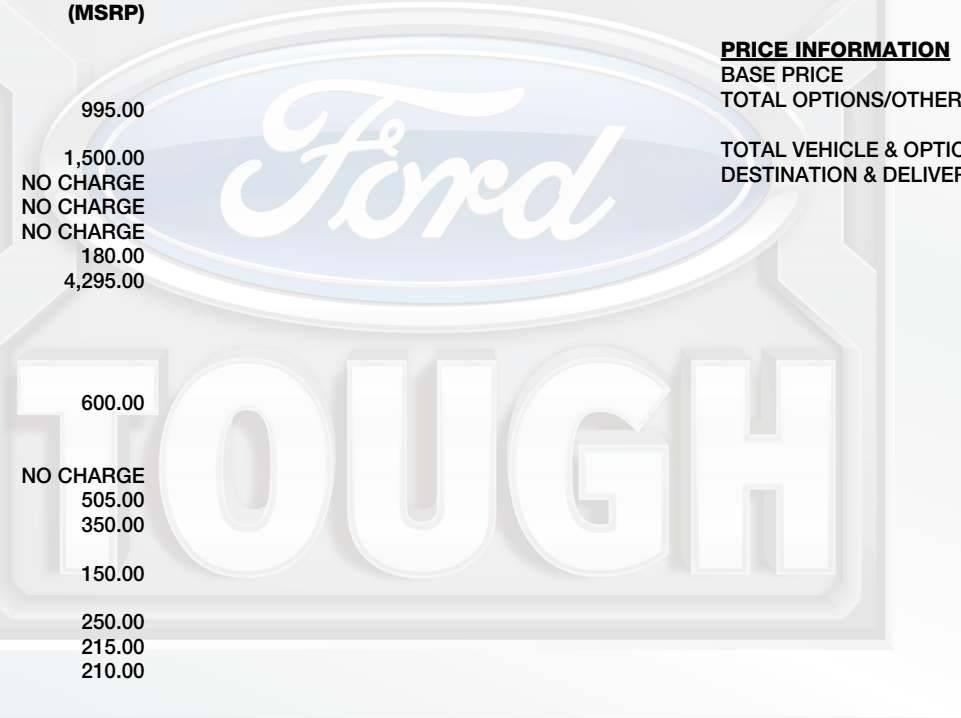 (MSRP)
995.00
1,500.00
NO CHARGE
NO CHARGE
NO CHARGE
180.00
4,295.00
600.00
NO CHARGE
505.00
350.00
150.00
250.00
215.00
210.00
PRICE INFORMATION
BASE PRICE
TOTAL OPTIONS/OTHER
TOTAL VEHICLE & OPTIO
DESTINATION & DELIVER
Ford
TOUGH